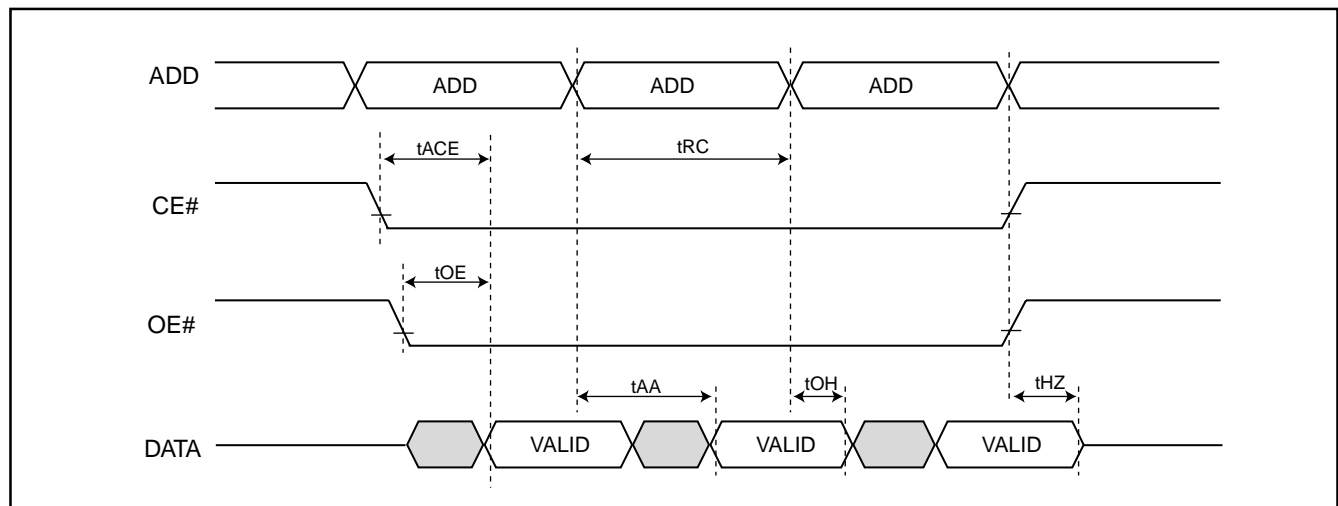 ADD ADD ADD ADD
tACE tRC
CE#
tOE
OE#
tAA tOH tHZ
DATA VALID VALID VALID